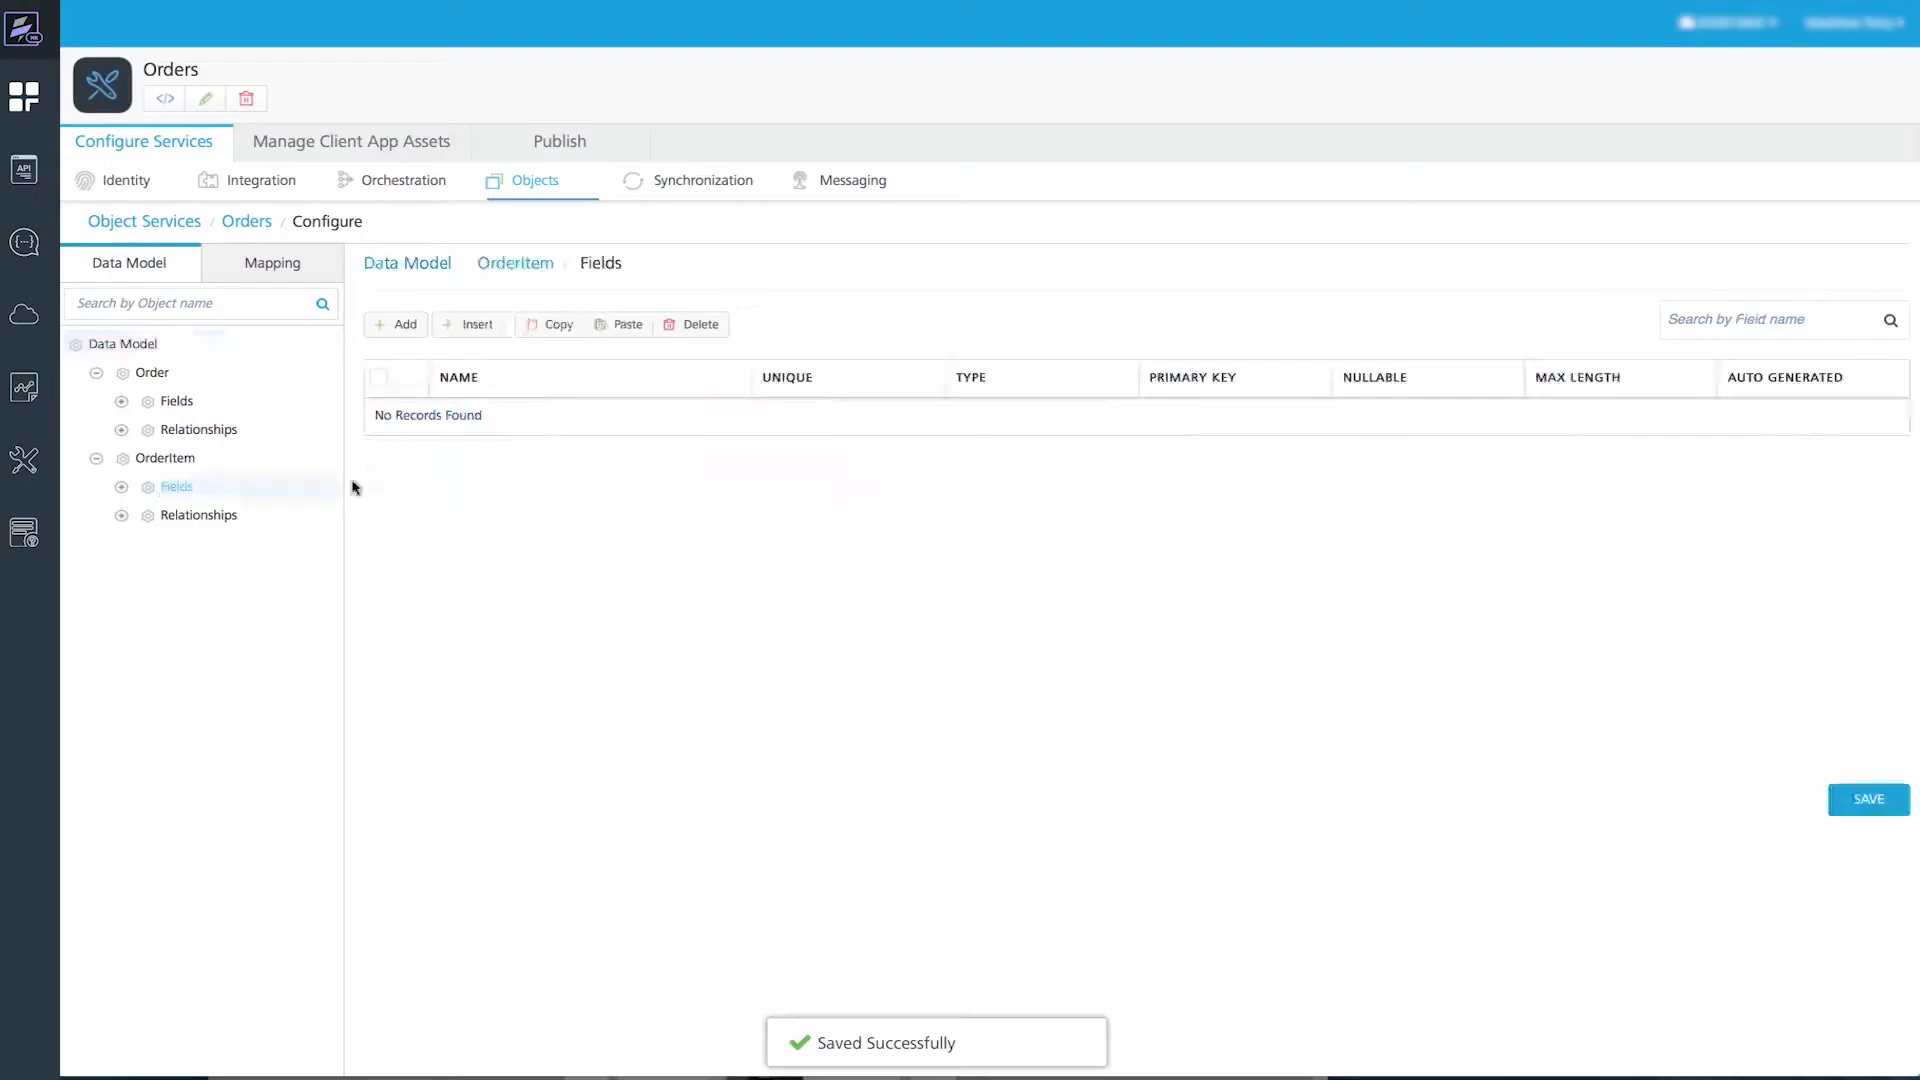 Orders
Configure Services Manage Client App Assets Publish
API Identity Integration Orchestration Objects Synchronization Messaging
Object Services / Orders / Configure
Data Model Mapping
Data Model OrderItem / Fields
Search by Object name
Add Insert Copy Paste Delete
Search by Field name
Data Model
Order
Fields
Relationships
OrderItem
Fields
Relationships
NAME UNIQUE TYPE PRIMARY KEY NULLABLE MAX LENGTH AUTO GENERATED
No Records Found
SAVE
Saved Successfully